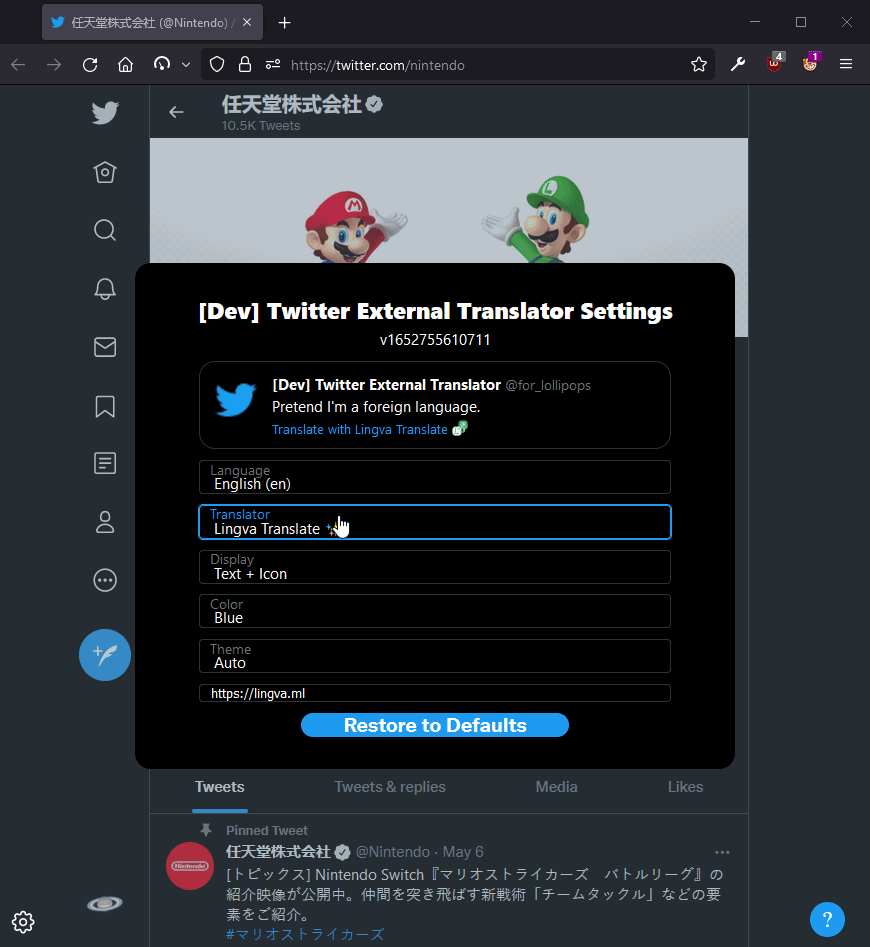 任天堂株式会社 (@Nintendo) /
https://twitter.com/nintendo
4
1
任天堂株式会社
10.5K Tweets
M
L
[Dev] Twitter External Translator Settings
v1652755610711
[Dev] Twitter External Translator @for_lollipops
Pretend I'm a foreign language.
Translate with Lingva Translate
Language
English (en)
Translator
Lingva Translate
Display
Text + Icon
Color
Blue
Theme
Auto
https://lingva.ml
Restore to Defaults
Tweets Tweets & replies Media Likes
Pinned Tweet
任天堂株式会社 @Nintendo · May 6
Nintendo
[トピックス] Nintendo Switch『マリオストライカーズ　バトルリーグ』の
紹介映像が公開中。仲間を突き飛ばす新戦術「チームタックル」などの要
素をご紹介。
#マリオストライカーズ
?